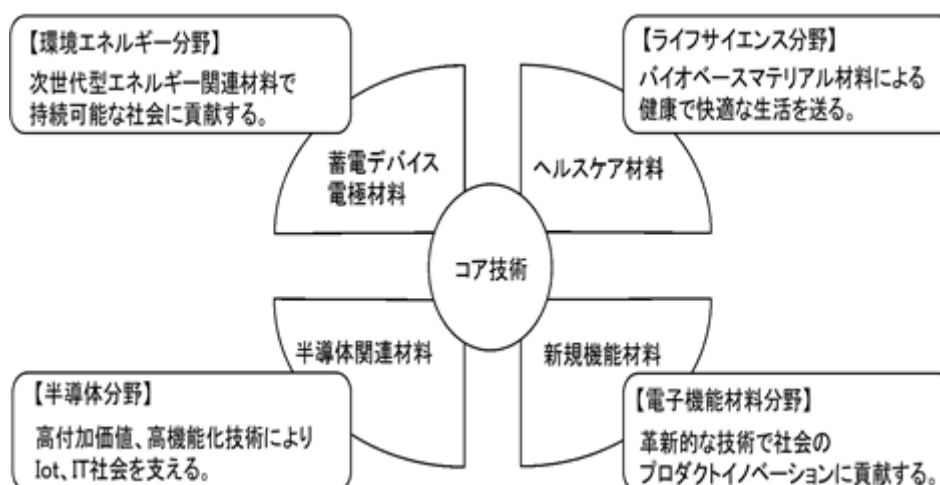 【環境エネルギー分野】
次世代型エネルギー関連材料で
持続可能な社会に貢献する。
【ライフサイエンス分野】
バイオベースマテリアル材料による
健康で快適な生活を送る。
蓄電デバイス
電極材料
ヘルスケア材料
コア技術
半導体関連材料
新規機能材料
【半導体分野】
高付加価値、高機能化技術により
Iot、IT社会を支える。
【電子機能材料分野】
革新的な技術で社会の
プロダクトイノベーションに貢献する。